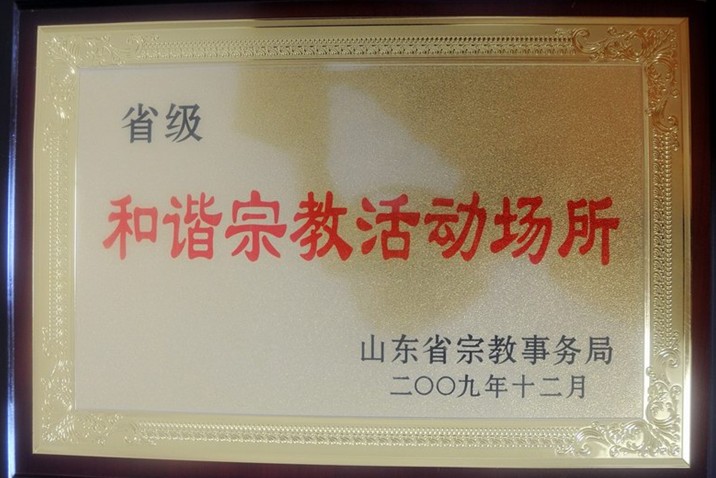 省级
和谐宗教活动场所
山东省宗教事务局
二〇〇九年十二月